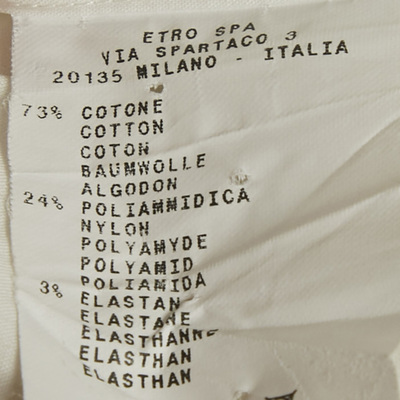 ETRO SPA
VIA SPARTACO 3
20135 MILANO - ITALIA
73% COTONE
COTTON
COTON
BAUMWOLLE
ALGODON
24% POLIAMMIDICA
NYLON
POLYAMYDE
POLYAMID
POLIAMIDA
3% ELASTAN
ELASTANE
ELASTHANNE
ELASTHAN
ELASTHAN